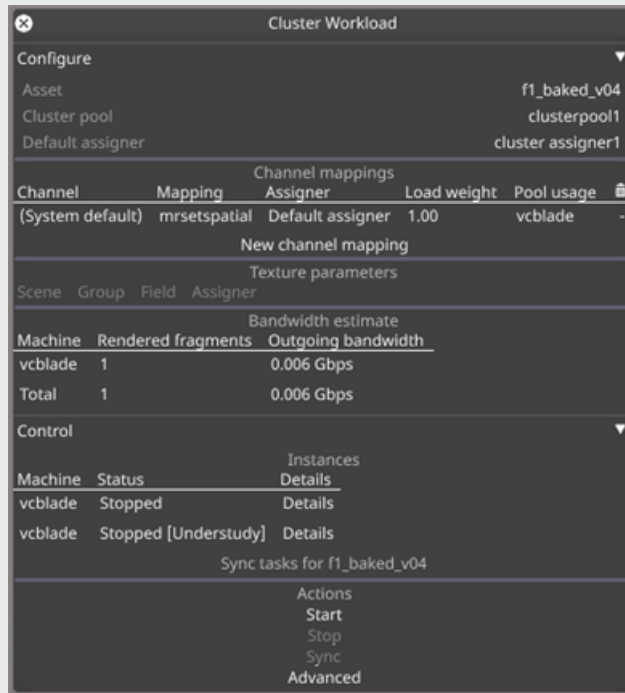 Cluster Workload
Configure
Asset f1_baked_v04
Cluster pool clusterpool1
Default assigner cluster assigner1
Channel mappings
Channel Mapping Assigner Load weight Pool usage
(System default) mrsetspatial Default assigner 1.00 vcblade -
New channel mapping
Texture parameters
Scene Group Field Assigner
Bandwidth estimate
Machine Rendered fragments Outgoing bandwidth
vcblade 1 0.006 Gbps
Total 1 0.006 Gbps
Control
Instances
Machine Status Details
vcblade Stopped Details
vcblade Stopped [Understudy] Details
Sync tasks for f1_baked_v04
Actions
Start
Stop
Sync
Advanced